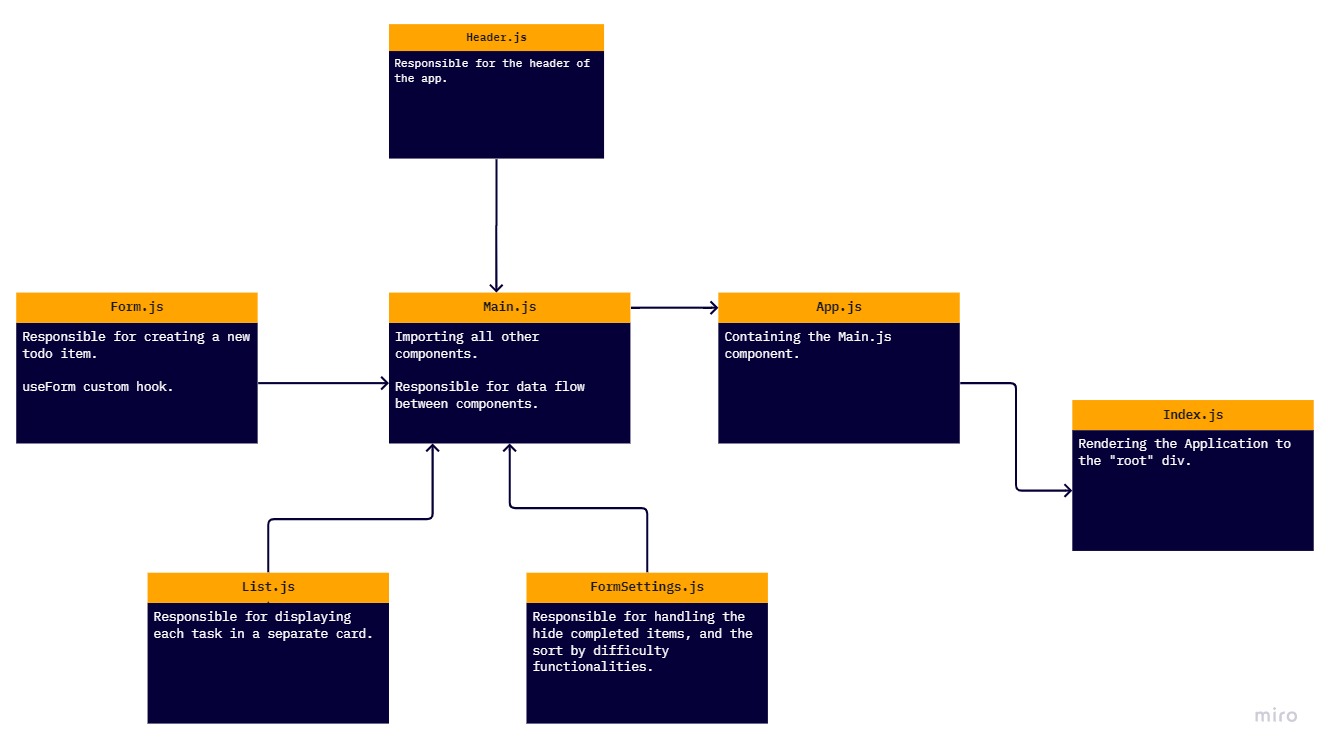 Header.js
Responsible for the header of
the app.
Form.js
Responsible for creating a new
todo item.
useForm custom hook.
Main.js
Importing all other
components.
Responsible for data flow
between components.
App.js
Containing the Main.js
component.
Index.js
Rendering the Application to
the "root" div.
List.js
Responsible for displaying
each task in a separate card.
FormSettings.js
Responsible for handling the
hide completed items, and the
sort by difficulty
functionalities.
miro